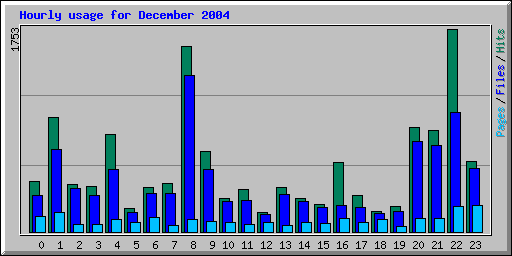 Hourly usage for December 2004
1753
Pages / Files / Hits
0 1 2 3 4 5 6 7 8 9 10 11 12 13 14 15 16 17 18 19 20 21 22 23